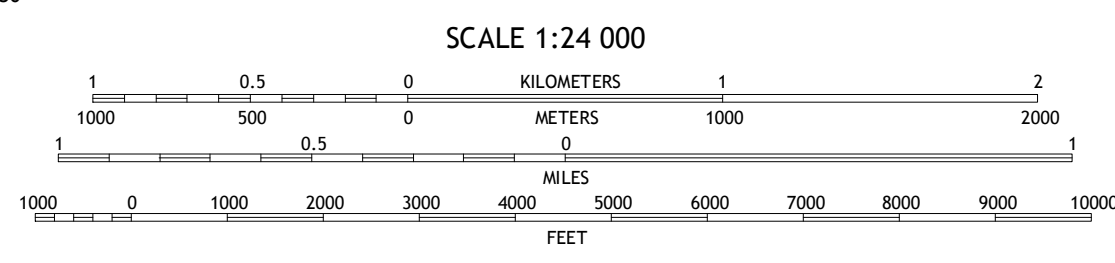 SCALE 1:24 000
1 0.5 0 KILOMETERS 1 2
1000 500 0 METERS 1000 2000
1 0.5 0 1
MILES
1000 0 1000 2000 3000 4000 5000 6000 7000 8000 9000 10000
FEET